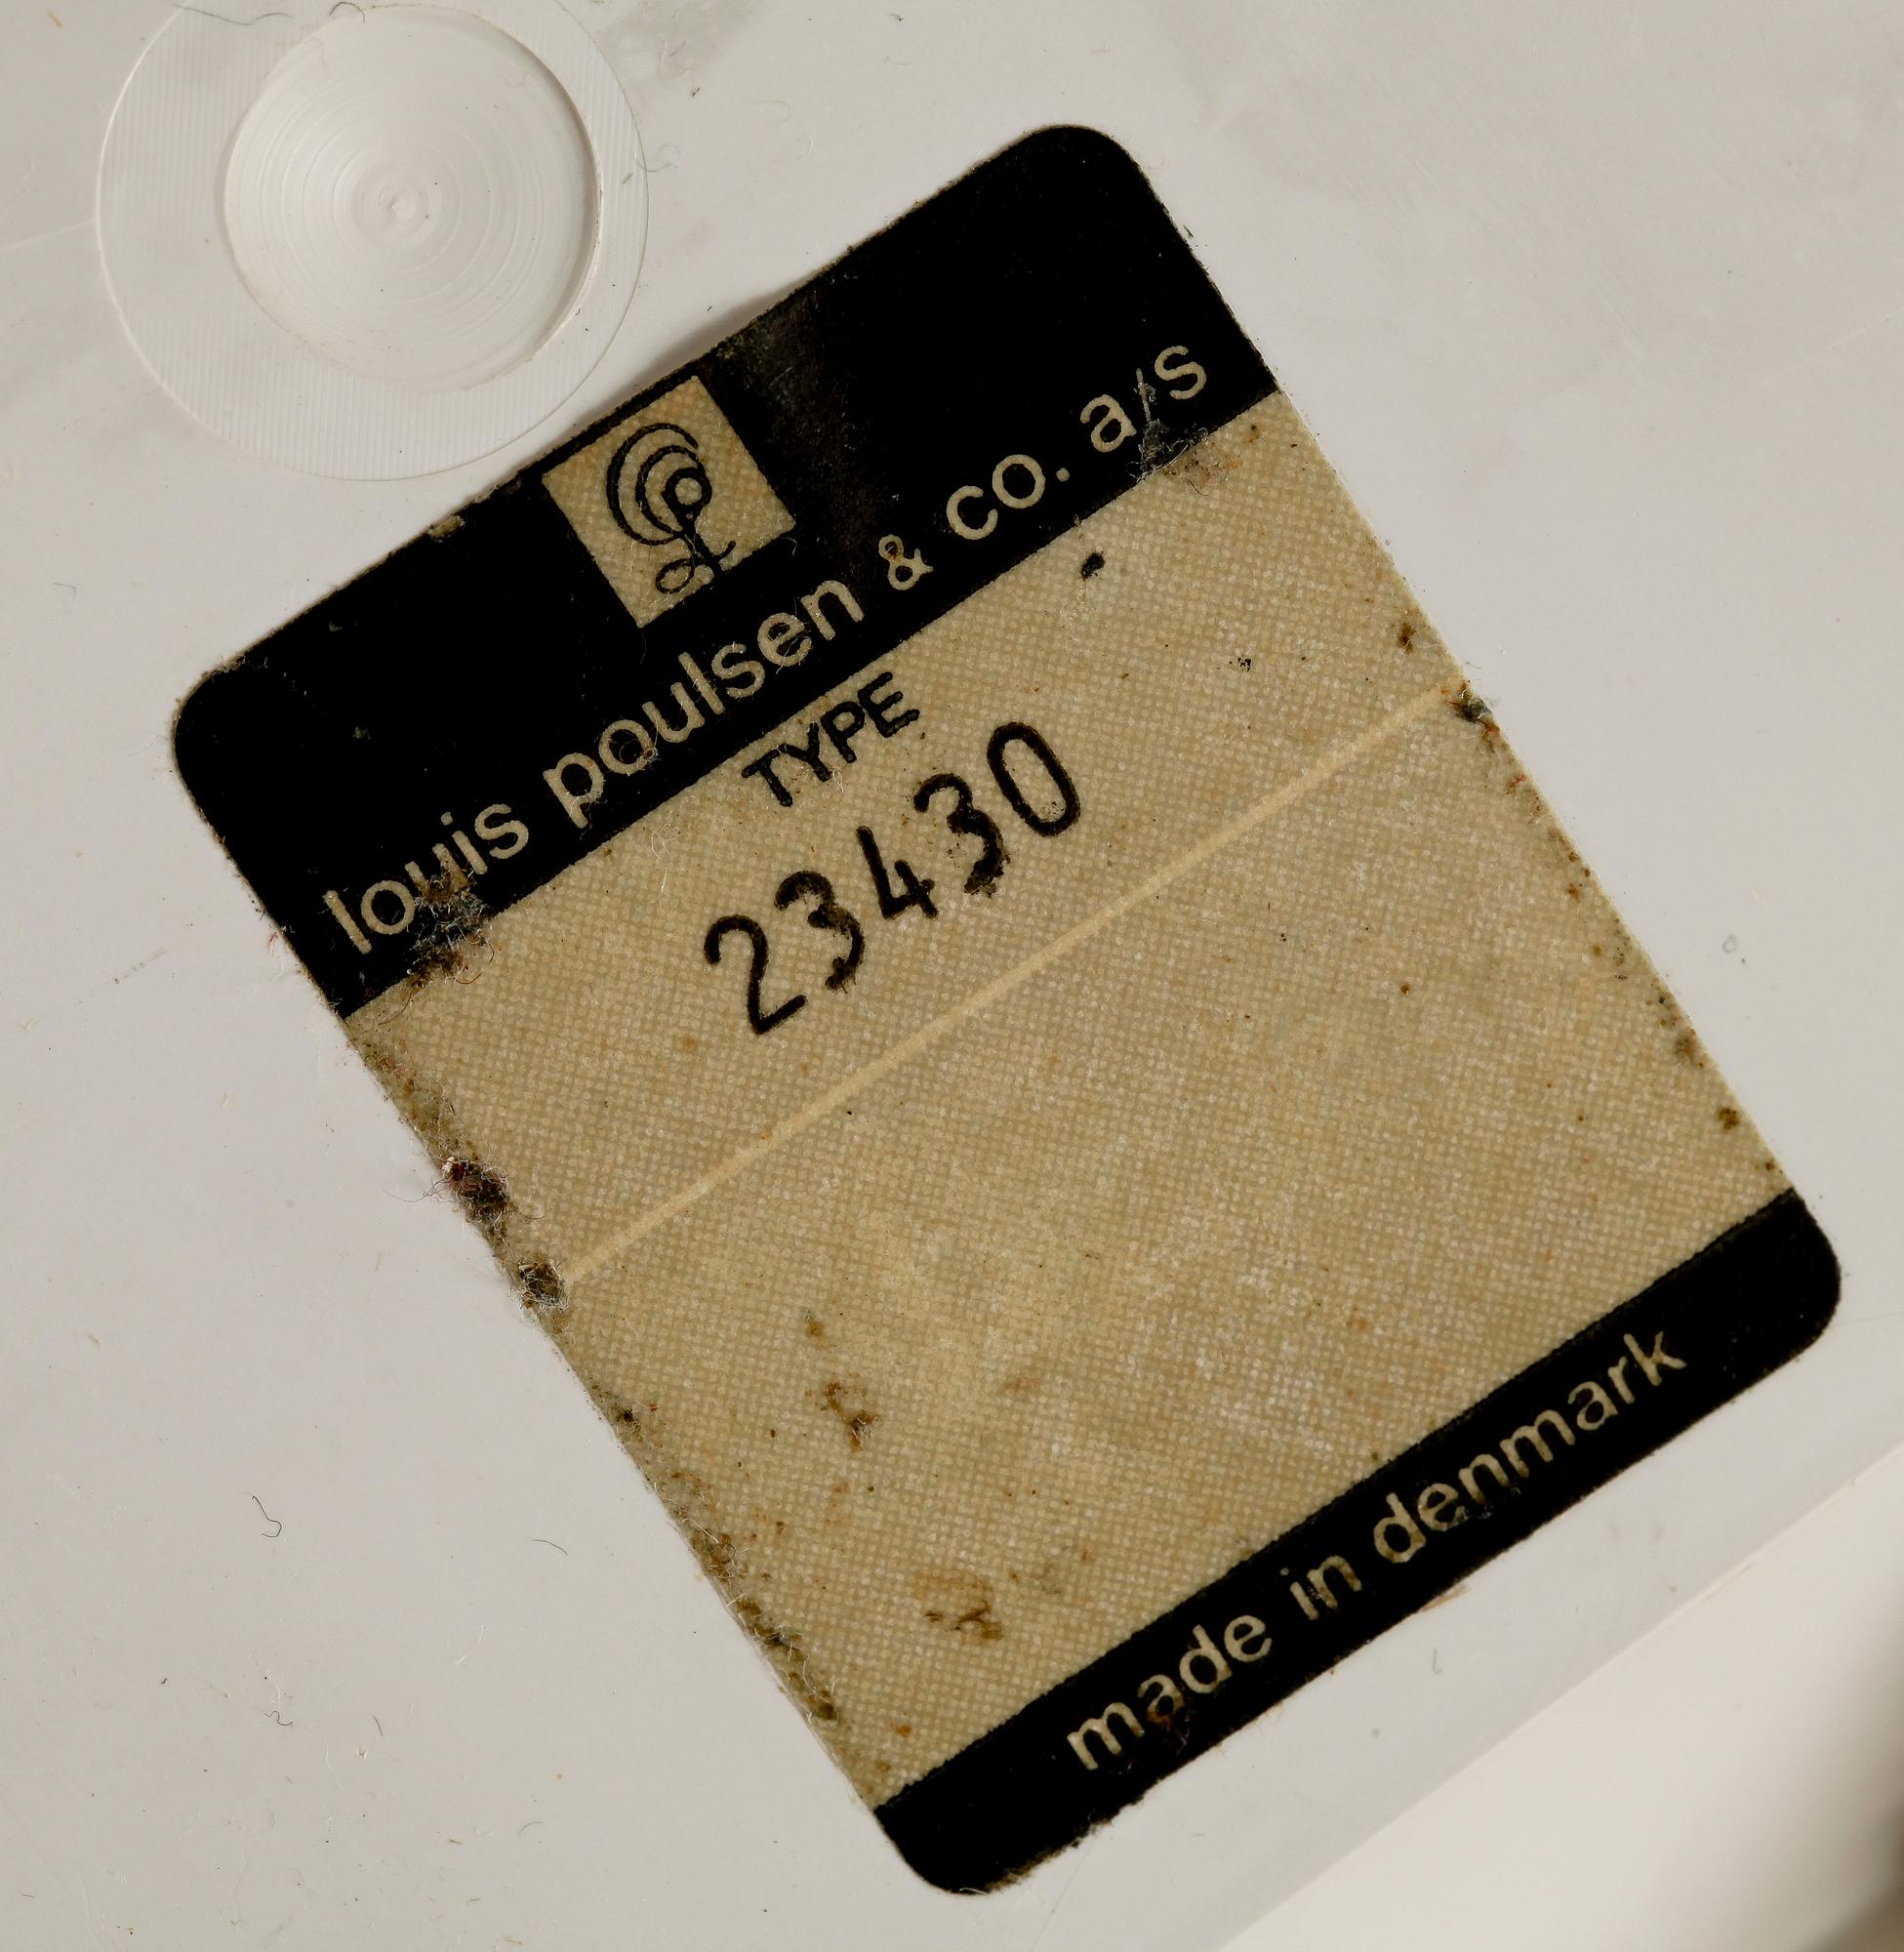 louis poulsen & co. a/s
TYPE
23430
made in denmark